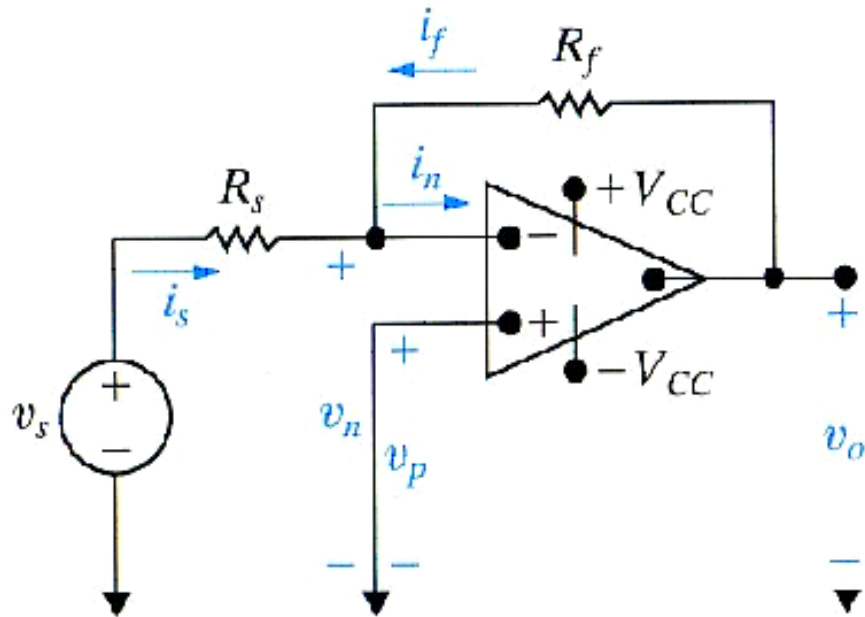 i_f
R_f
R_s
i_n
+V_CC
−
+
i_s
+
+
−V_CC
+
v_s
+
−
v_n
v_p
v_o
−
−
−